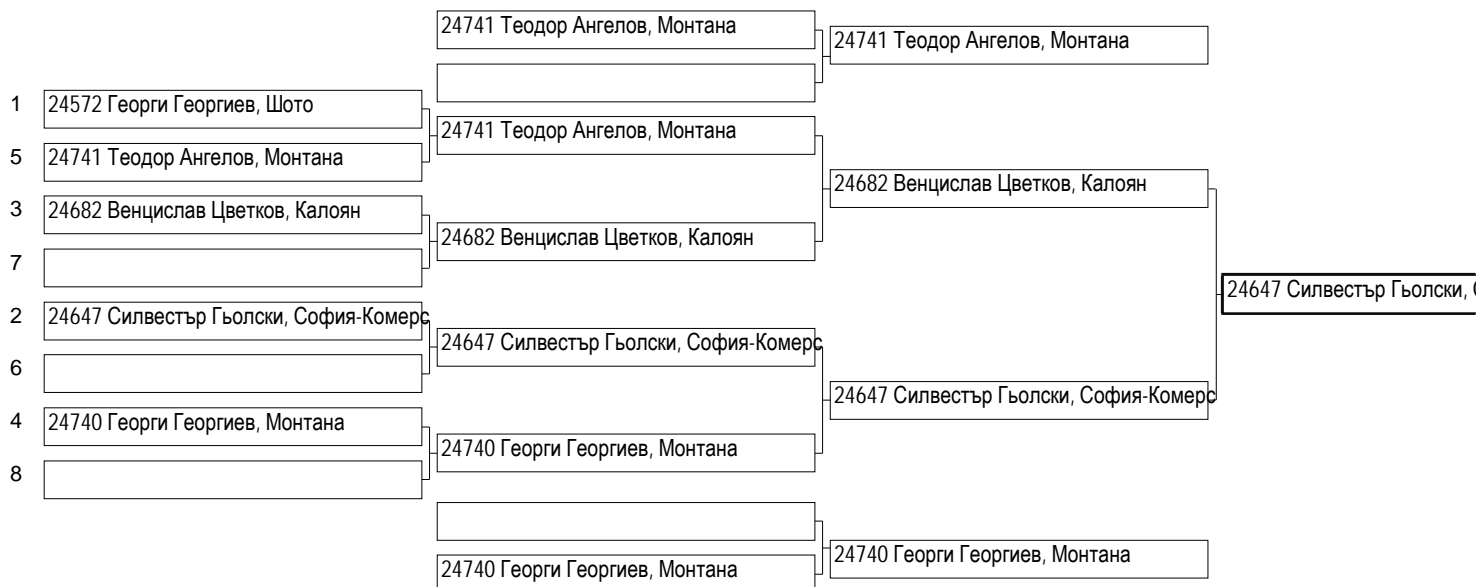 24741 Теодор Ангелов, Монтана
24741 Теодор Ангелов, Монтана
1 24572 Георги Георгиев, Шото
24741 Теодор Ангелов, Монтана
5 24741 Теодор Ангелов, Монтана
24682 Венцислав Цветков, Калоян
3 24682 Венцислав Цветков, Калоян
24682 Венцислав Цветков, Калоян
7
24647 Силвестър Гьолски,
2 24647 Силвестър Гьолски, София-Комерс
24647 Силвестър Гьолски, София-Комерс
6
24647 Силвестър Гьолски, София-Комерс
4 24740 Георги Георгиев, Монтана
24740 Георги Георгиев, Монтана
8
24740 Георги Георгиев, Монтана
24740 Георги Георгиев, Монтана